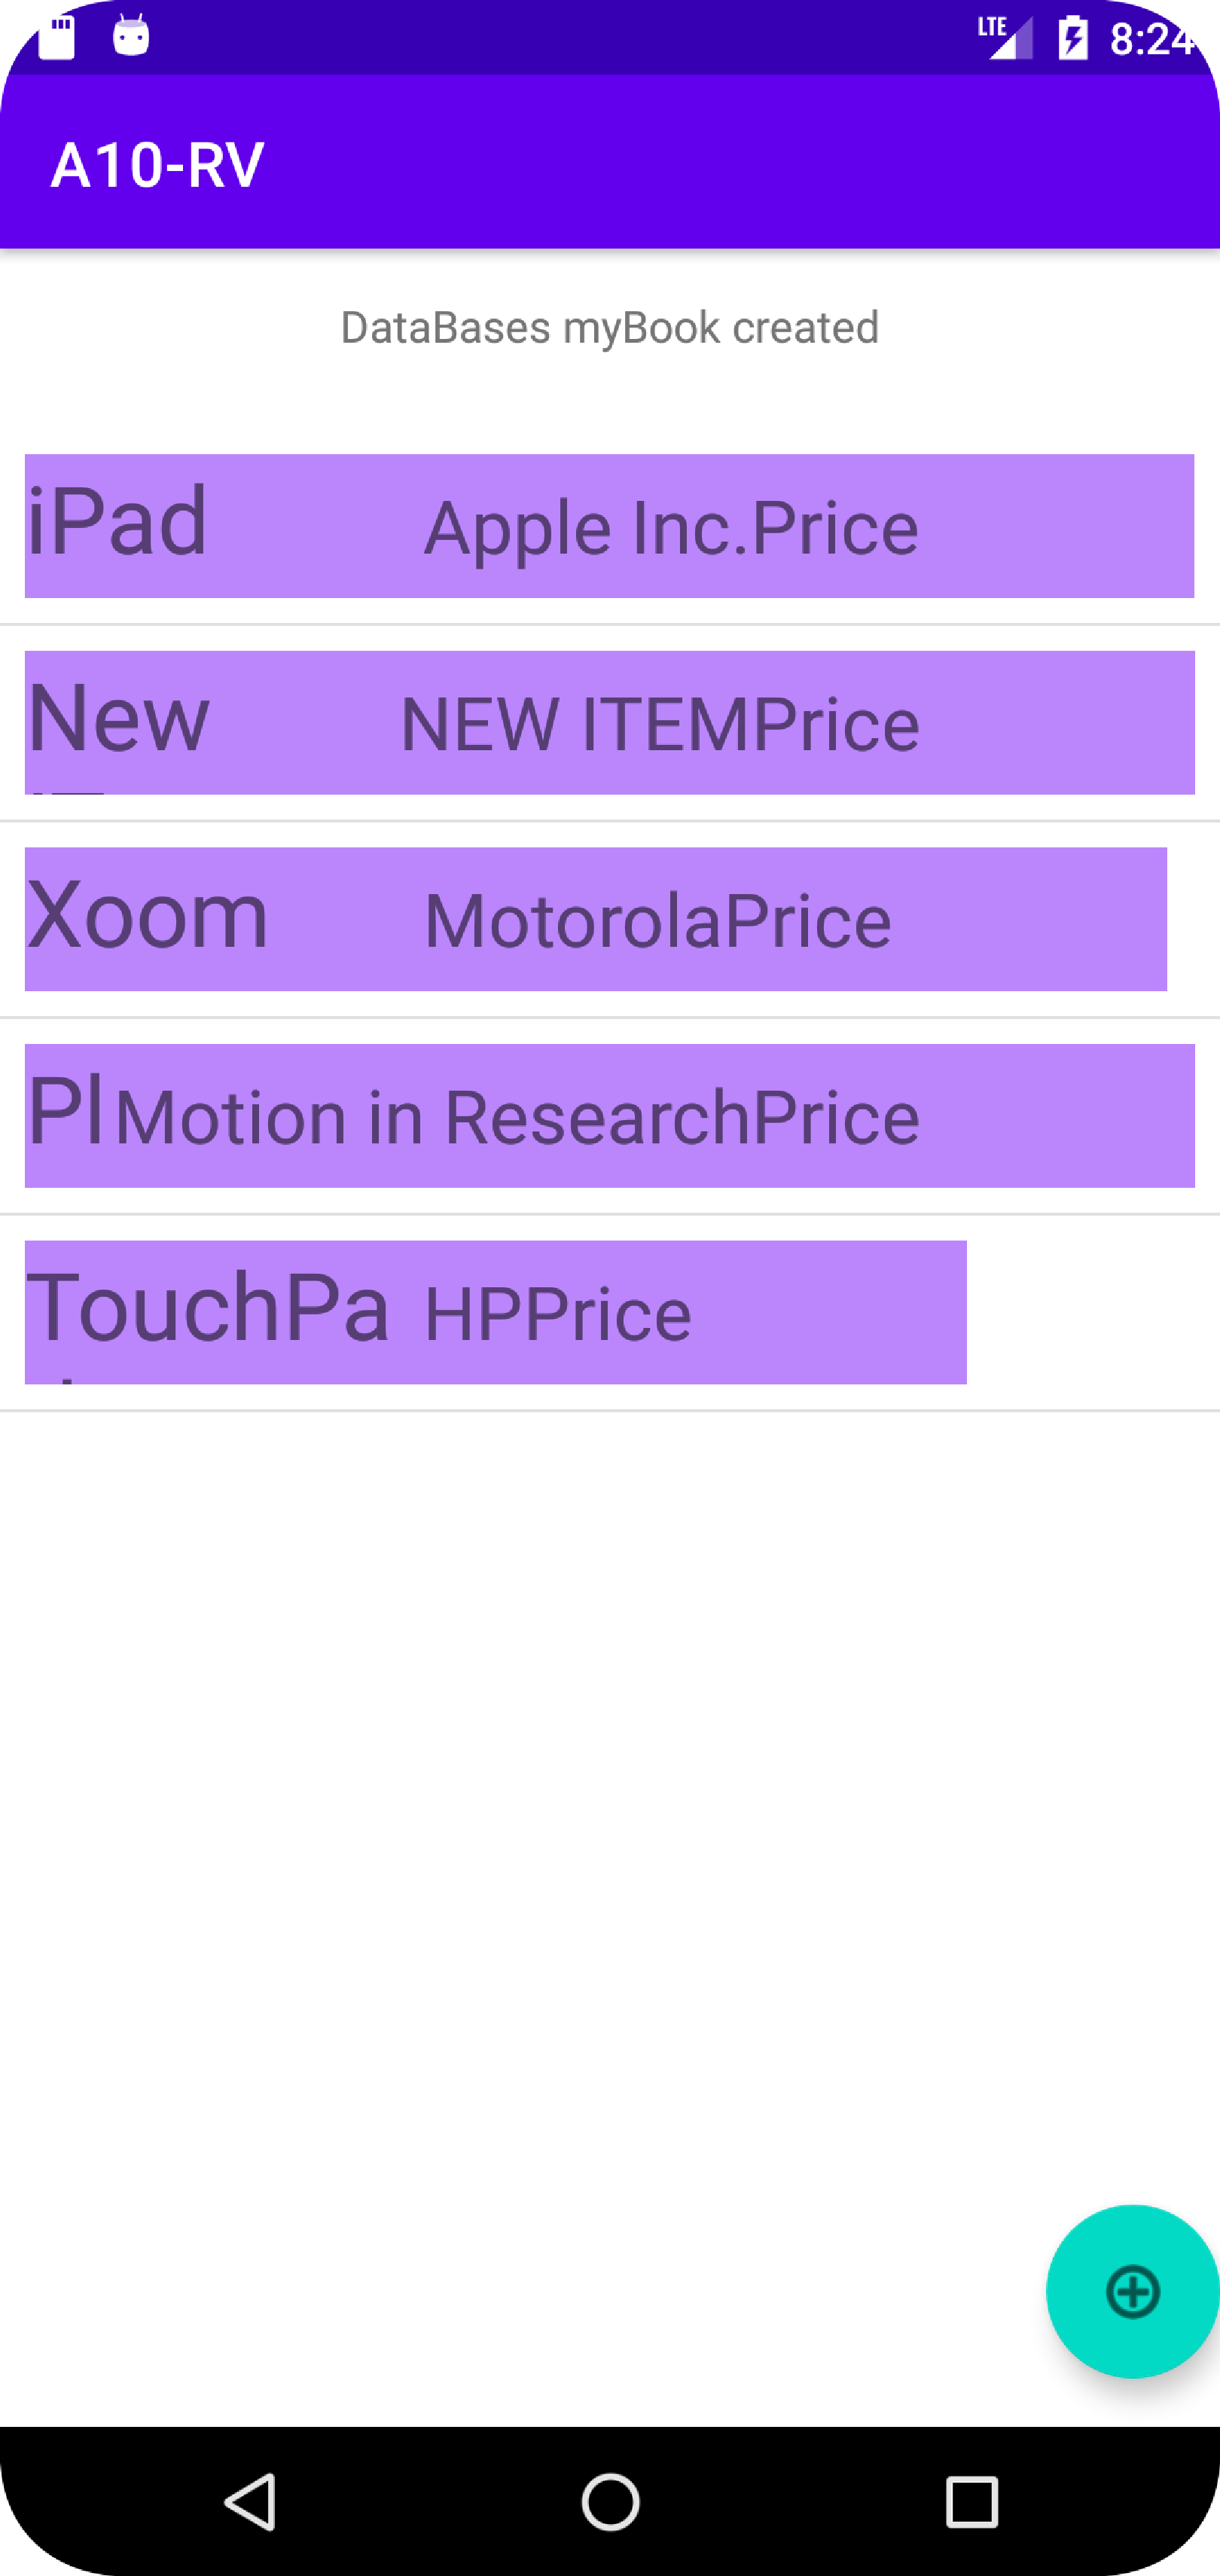 LTE 8:24
A10-RV
DataBases myBook created
iPad Apple Inc.Price
New NEW ITEMPrice
Xoom MotorolaPrice
Pl Motion in ResearchPrice
TouchPa HPPrice